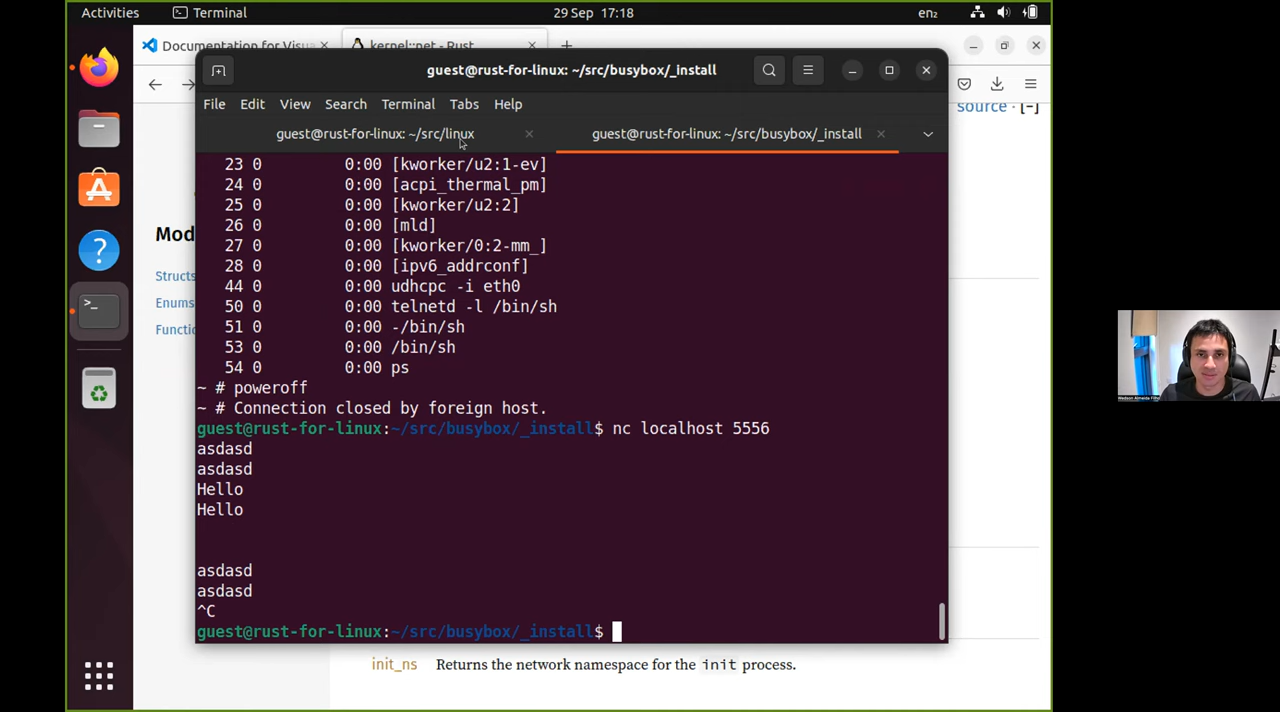 Activities
Terminal
29 Sep 17:18
en₂
Documentation for Visu
kernel::net - Rust
guest@rust-for-linux: ~/src/busybox/_install
File Edit View Search Terminal Tabs Help
guest@rust-for-linux: ~/src/linux
guest@rust-for-linux: ~/src/busybox/_install
source · [−]
Mod
Structs
Enums
Functio
23 0 0:00 [kworker/u2:1-ev]
24 0 0:00 [acpi_thermal_pm]
25 0 0:00 [kworker/u2:2]
26 0 0:00 [mld]
27 0 0:00 [kworker/0:2-mm_]
28 0 0:00 [ipv6_addrconf]
44 0 0:00 udhcpc -i eth0
50 0 0:00 telnetd -l /bin/sh
51 0 0:00 -/bin/sh
53 0 0:00 /bin/sh
54 0 0:00 ps
~ # poweroff
~ # Connection closed by foreign host.
guest@rust-for-linux:~/src/busybox/_install$ nc localhost 5556
asdasd
asdasd
Hello
Hello
asdasd
asdasd
^C
guest@rust-for-linux:~/src/busybox/_install$
init_ns Returns the network namespace for the init process.
Wedson Almeida Filho